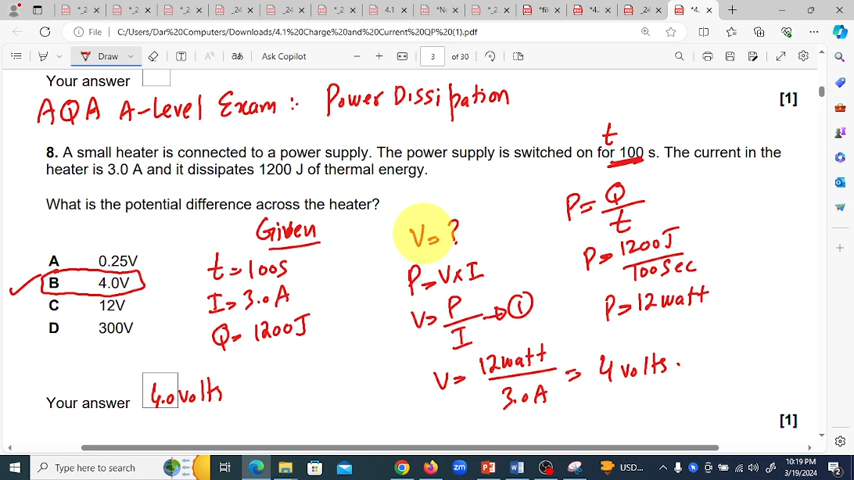 C:/Users/Dar%20Computers/Downloads/4.1%20Charge%20and%20Current%20QP%20(1).pdf
Draw
Ask Copilot
3 of 30
Your answer
[1]
AQA A-level Exam :. Power Dissipation
t
8. A small heater is connected to a power supply. The power supply is switched on for 100 s. The current in the
heater is 3.0 A and it dissipates 1200 J of thermal energy.
What is the potential difference across the heater?
A 0.25V
B 4.0V
C 12V
D 300V
Given
t = 100s
I = 3.0 A
Q = 1200J
V = ?
P = V x I
V = P / I → ①
V = 12watt / 3.0A = 4 volts.
P = Q / t
P = 1200J / 100Sec
P = 12watt
Your answer 4.0 volts
[1]
Type here to search
USD...
10:19 PM
3/19/2024